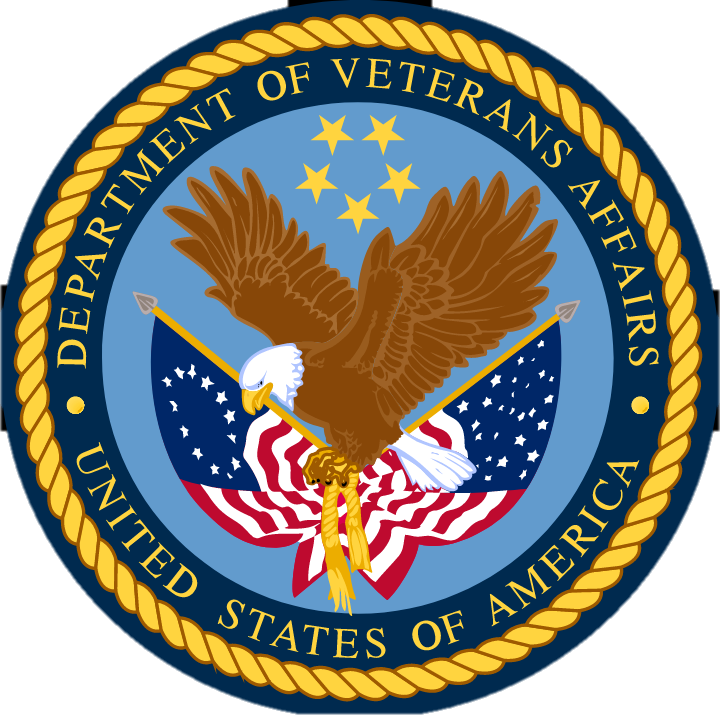 DEPARTMENT OF VETERANS AFFAIRS
UNITED STATES OF AMERICA